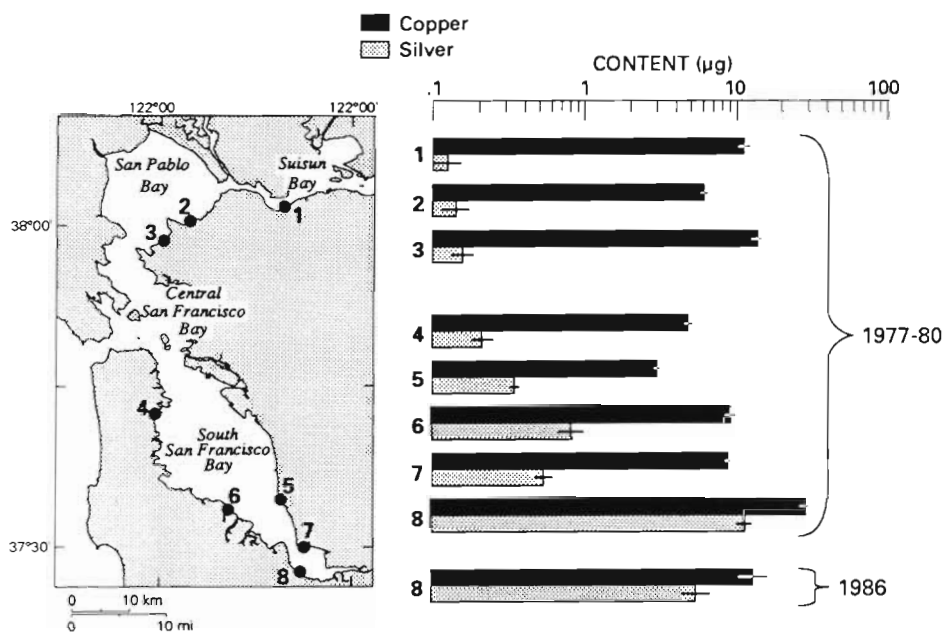 Copper
Silver
CONTENT (µg)
.1 1 10 100
122°00' 122°00'
San Pablo
Bay
Suisun
Bay
38°00'
1
2
3
Central
San Francisco
Bay
4
South
San Francisco
Bay
5
6
7
8
37°30'
0 10 km
0 10 mi
1
2
3
4
5
6
7
8
1977-80
8
1986